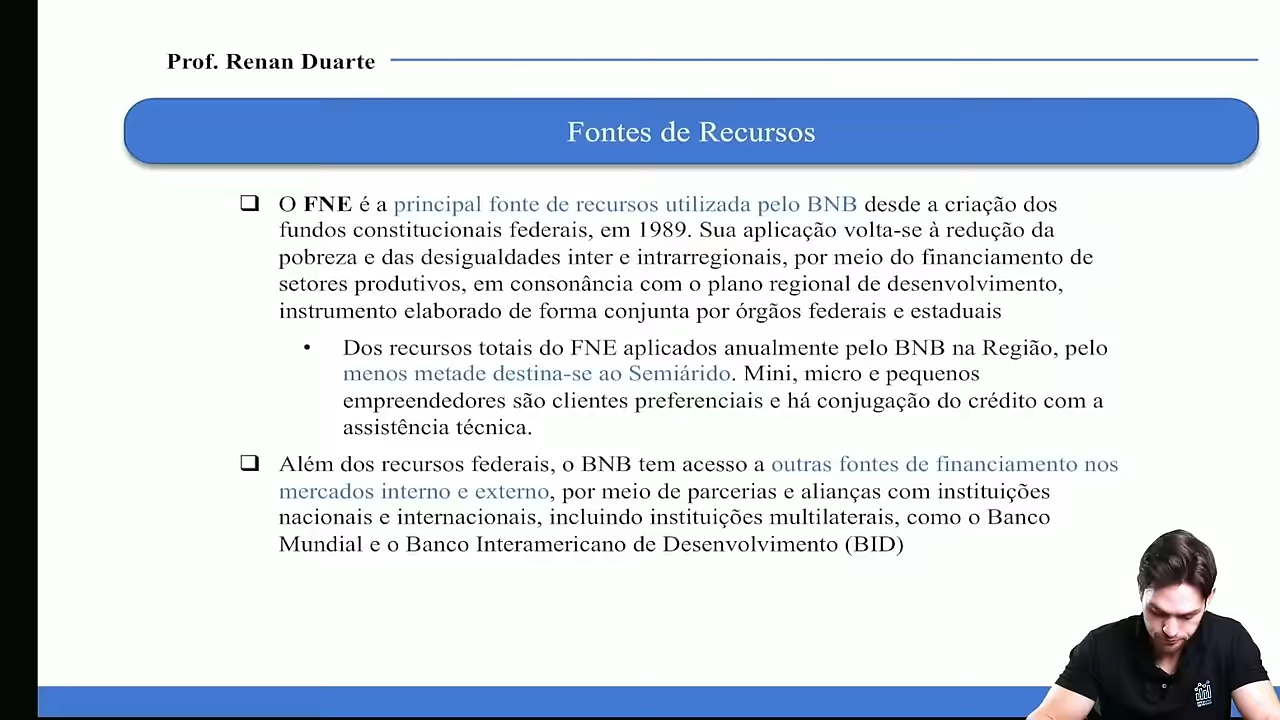 Prof. Renan Duarte
Fontes de Recursos
❑ O FNE é a principal fonte de recursos utilizada pelo BNB desde a criação dos
fundos constitucionais federais, em 1989. Sua aplicação volta-se à redução da
pobreza e das desigualdades inter e intrarregionais, por meio do financiamento de
setores produtivos, em consonância com o plano regional de desenvolvimento,
instrumento elaborado de forma conjunta por órgãos federais e estaduais
• Dos recursos totais do FNE aplicados anualmente pelo BNB na Região, pelo
menos metade destina-se ao Semiárido. Mini, micro e pequenos
empreendedores são clientes preferenciais e há conjugação do crédito com a
assistência técnica.
❑ Além dos recursos federais, o BNB tem acesso a outras fontes de financiamento nos
mercados interno e externo, por meio de parcerias e alianças com instituições
nacionais e internacionais, incluindo instituições multilaterais, como o Banco
Mundial e o Banco Interamericano de Desenvolvimento (BID)